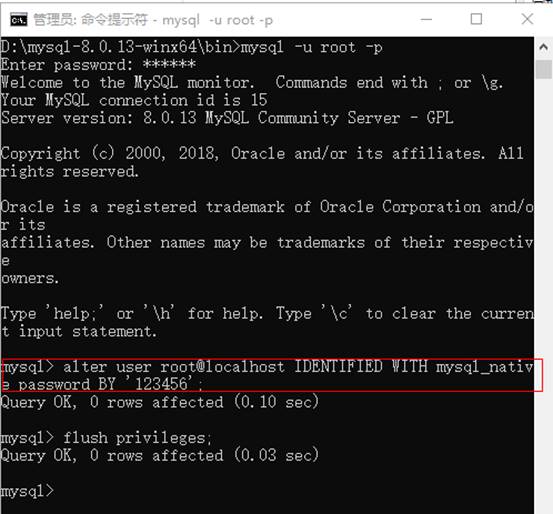 管理员: 命令提示符 - mysql  -u root -p
D:\mysql-8.0.13-winx64\bin>mysql -u root -p
Enter password: ******
Welcome to the MySQL monitor.  Commands end with ; or \g.
Your MySQL connection id is 15
Server version: 8.0.13 MySQL Community Server - GPL
Copyright (c) 2000, 2018, Oracle and/or its affiliates. All
rights reserved.
Oracle is a registered trademark of Oracle Corporation and/o
r its
affiliates. Other names may be trademarks of their respectiv
e
owners.
Type 'help;' or '\h' for help. Type '\c' to clear the curren
t input statement.
mysql> alter user root@localhost IDENTIFIED WITH mysql_nativ
e password BY '123456';
Query OK, 0 rows affected (0.10 sec)
mysql> flush privileges;
Query OK, 0 rows affected (0.03 sec)
mysql>